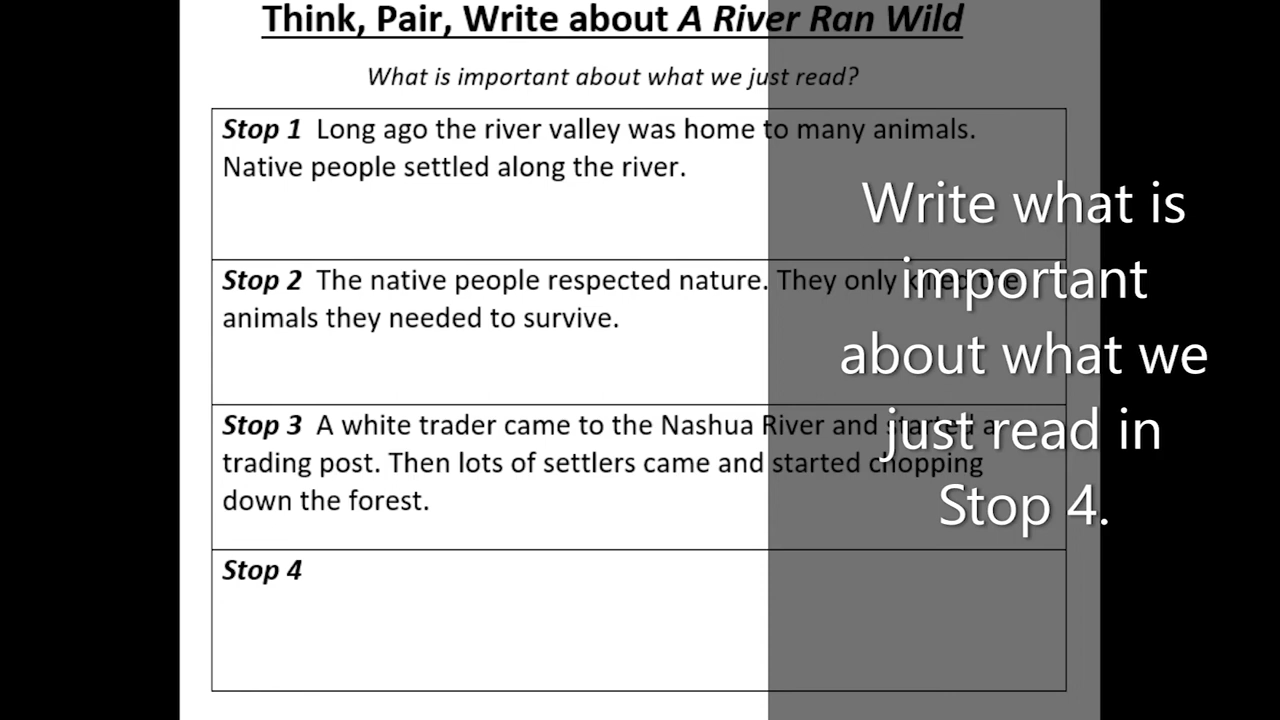 Think, Pair, Write about A River Ran Wild
What is important about what we just read?
Stop 1 Long ago the river valley was home to many animals.
Native people settled along the river.
Stop 2 The native people respected nature. They only killed the
animals they needed to survive.
Stop 3 A white trader came to the Nashua River and started a
trading post. Then lots of settlers came and started chopping
down the forest.
Stop 4
Write what is
important
about what we
just read in
Stop 4.